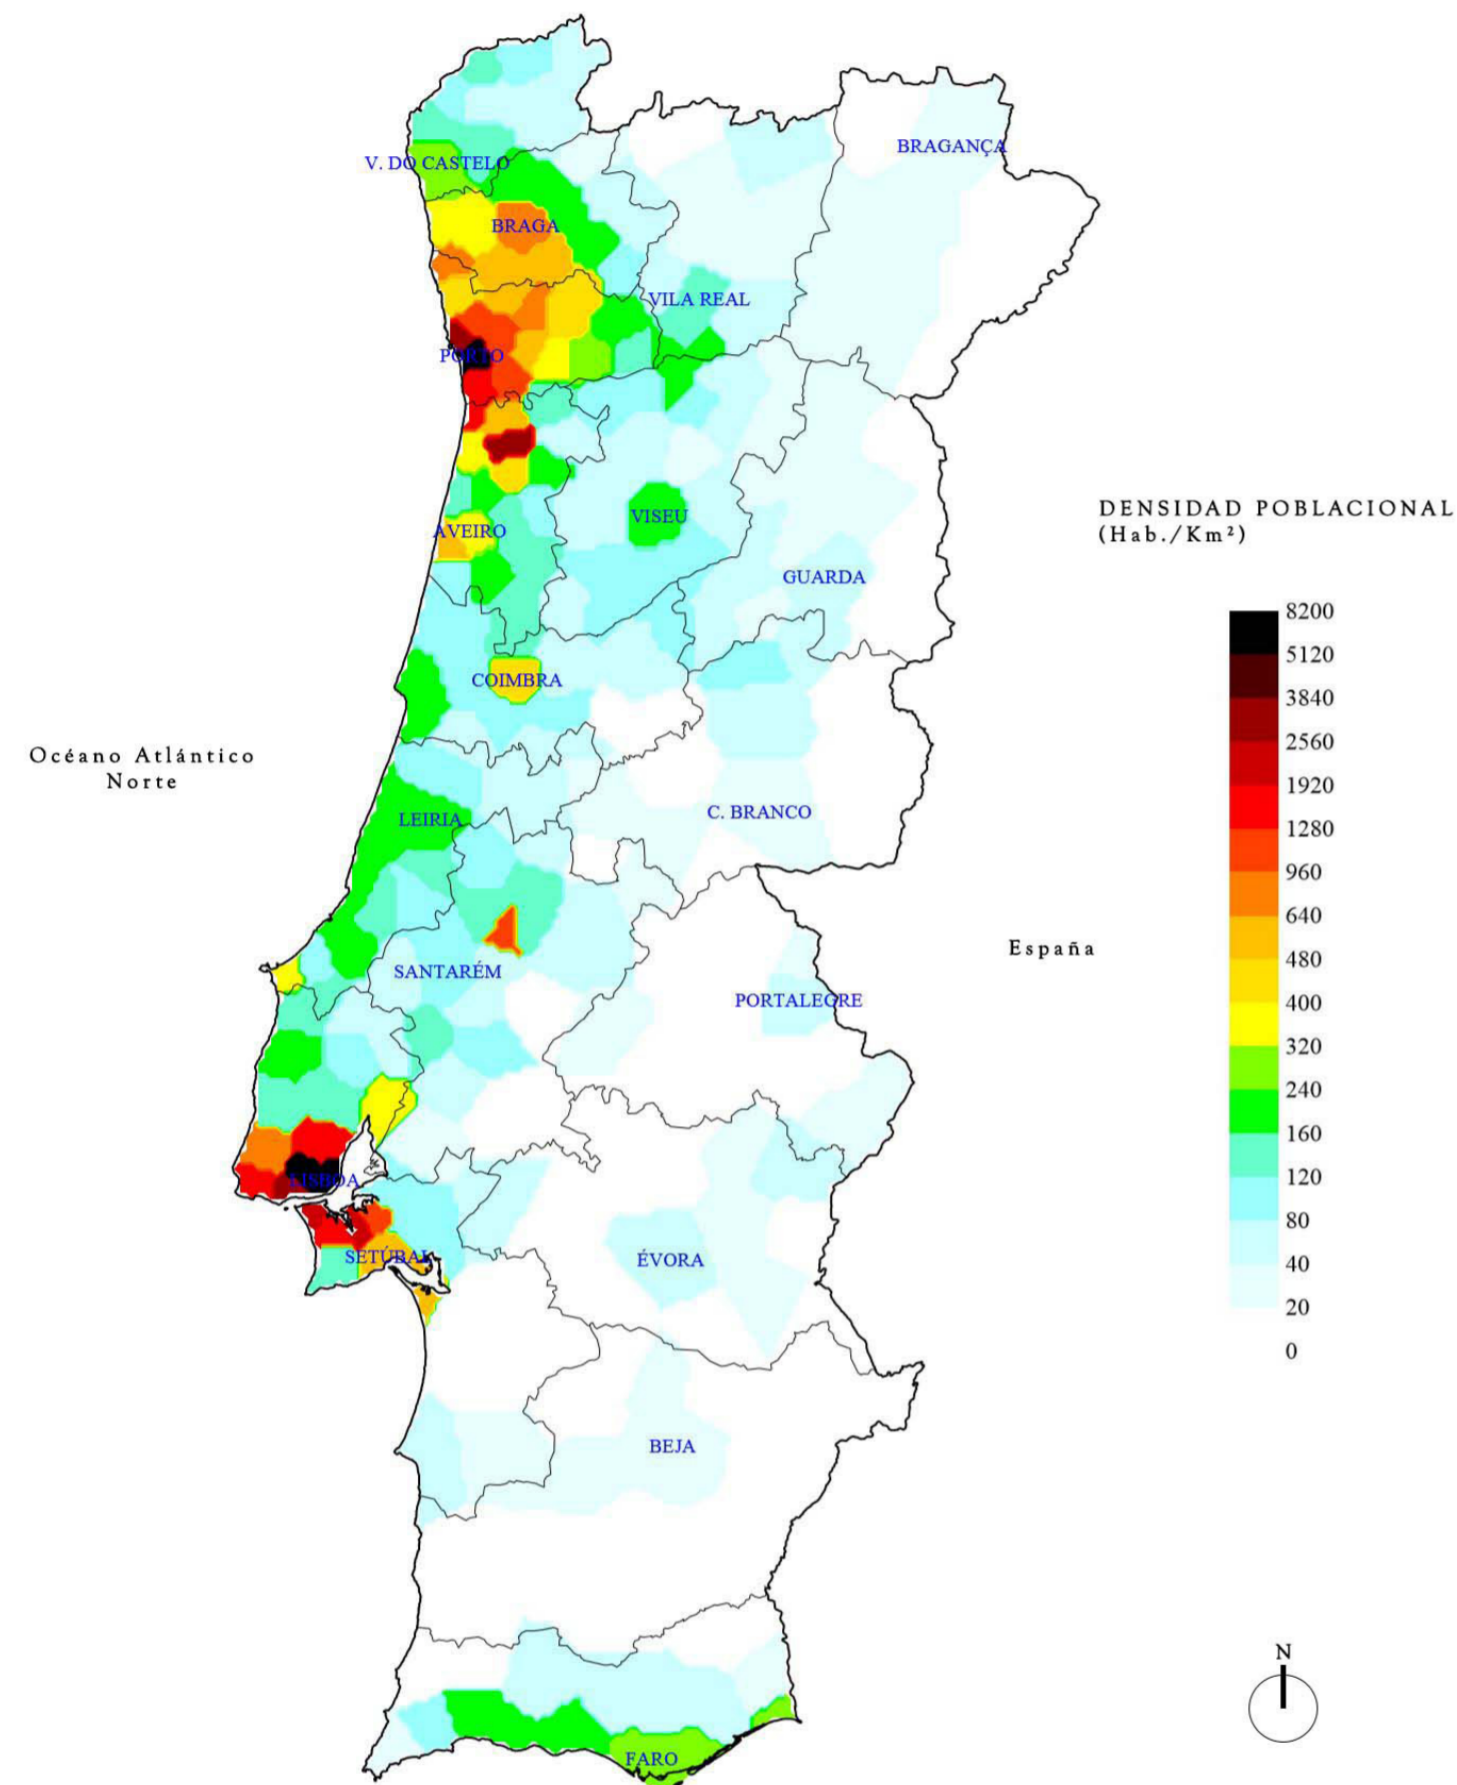 BRAGANÇA
V. DO CASTELO
BRAGA
VILA REAL
PORTO
DENSIDAD POBLACIONAL
(Hab./Km²)
VISEU
AVEIRO
GUARDA
8200
5120
3840
2560
1920
1280
960
640
480
400
320
240
160
120
80
40
20
0
COIMBRA
Océano Atlántico
Norte
C. BRANCO
LEIRIA
España
SANTARÉM
PORTALEGRE
LISBOA
SETÚBAL
ÉVORA
BEJA
N
FARO